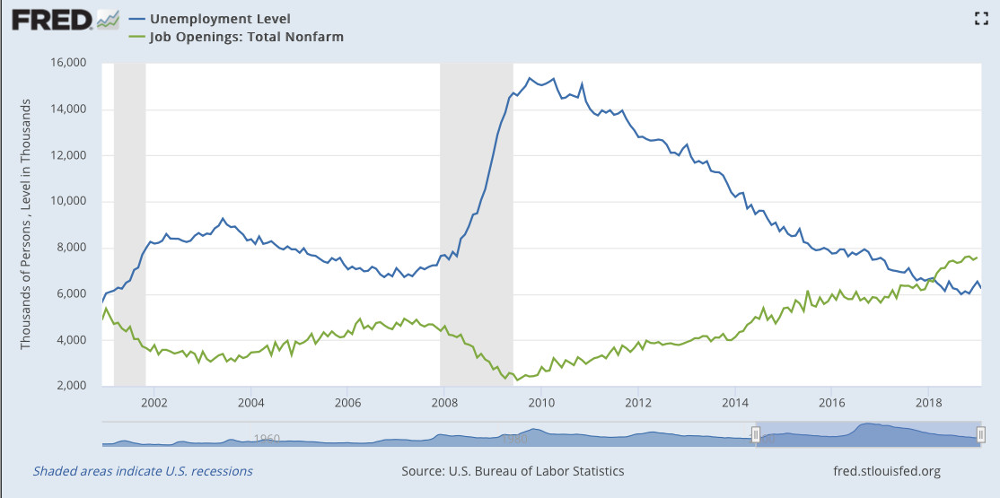 FRED
Unemployment Level
Job Openings: Total Nonfarm
Thousands of Persons , Level in Thousands
16,000
14,000
12,000
10,000
8,000
6,000
4,000
2,000
2002 2004 2006 2008 2010 2012 2014 2016 2018
1960 1980
Shaded areas indicate U.S. recessions Source: U.S. Bureau of Labor Statistics fred.stlouisfed.org